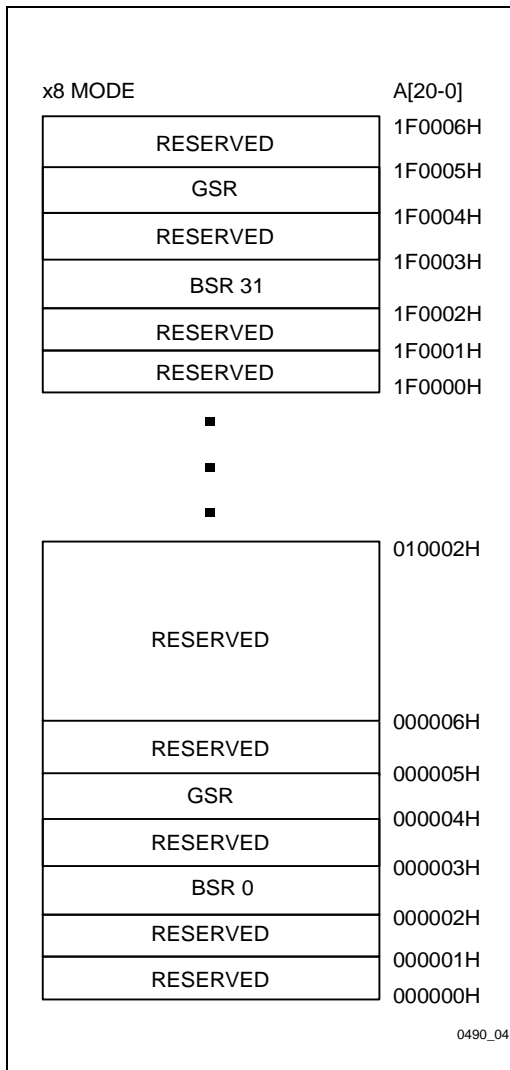 x8 MODE A[20-0]
1F0006H
RESERVED
1F0005H
GSR
1F0004H
RESERVED
1F0003H
BSR 31
1F0002H
RESERVED
1F0001H
RESERVED
1F0000H
010002H
RESERVED
000006H
RESERVED
000005H
GSR
000004H
RESERVED
000003H
BSR 0
000002H
RESERVED
000001H
RESERVED
000000H
0490_04